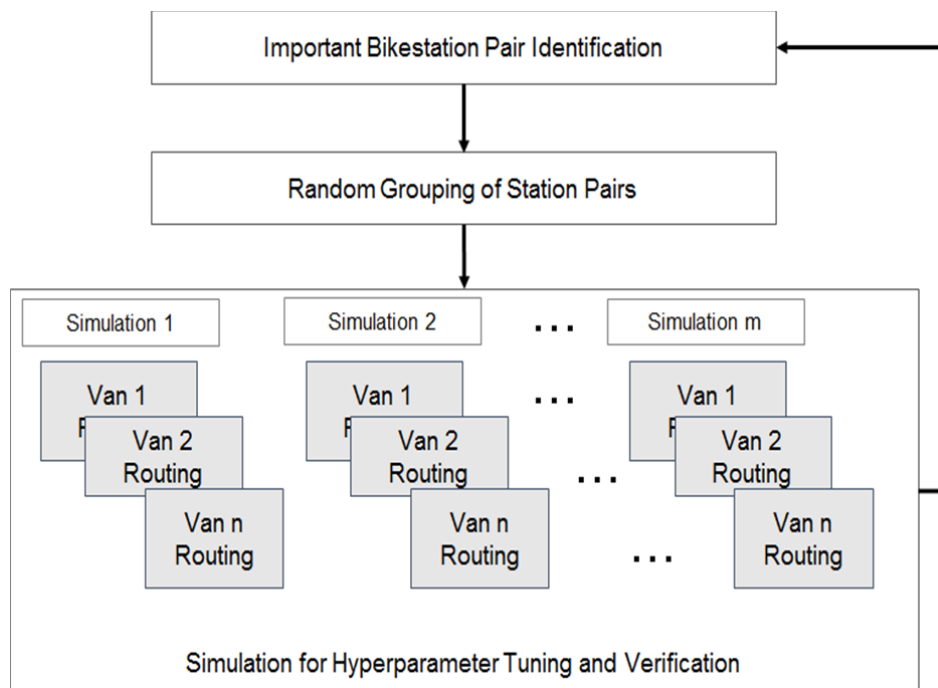 Important Bikestation Pair Identification
Random Grouping of Station Pairs
Simulation 1
Simulation 2
...
Simulation m
Van 1
Van 2
Routing
Van n
Routing
Van 1
Van 2
Routing
Van n
Routing
...
...
...
Van 1
Van 2
Routing
Van n
Routing
Simulation for Hyperparameter Tuning and Verification